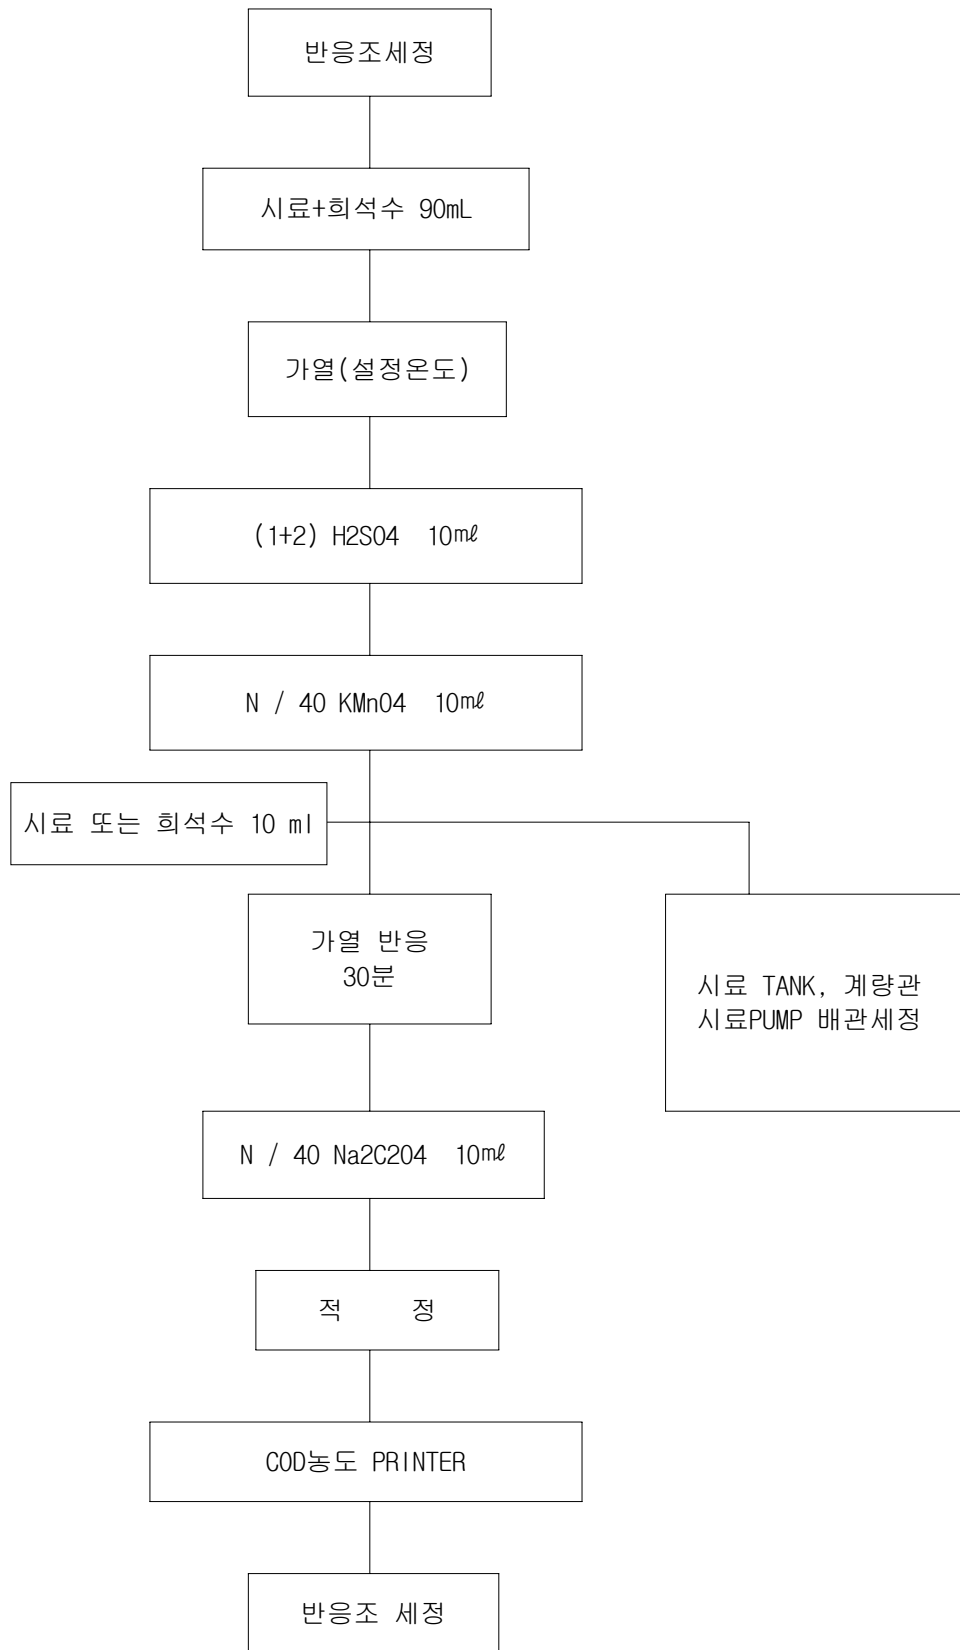 반응조세정
시료+희석수 90mL
가열(설정온도)
(1+2) H2SO4 10㎖
N / 40 KMnO4 10㎖
시료 또는 희석수 10 ml
가열 반응
30분
시료 TANK, 계량관
시료PUMP 배관세정
N / 40 Na2C2O4 10㎖
적 정
COD농도 PRINTER
반응조 세정